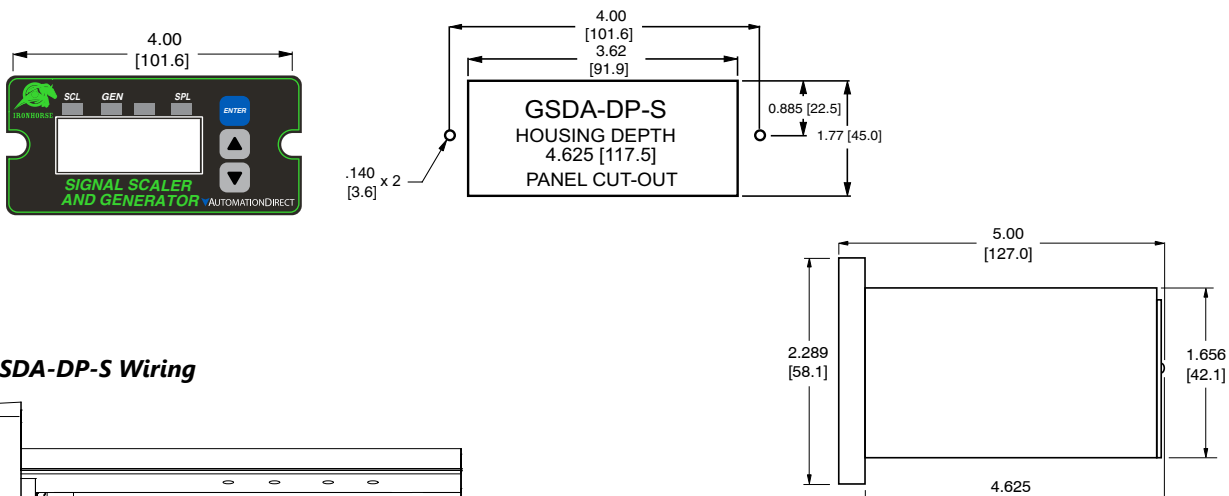 4.00
[101.6]
SCL GEN SPL
ENTER
IRONHORSE
SIGNAL SCALER
AND GENERATOR
AUTOMATIONDIRECT
4.00
[101.6]
3.62
[91.9]
GSDA-DP-S
HOUSING DEPTH
4.625 [117.5]
PANEL CUT-OUT
0.885 [22.5]
1.77 [45.0]
.140
[3.6] x 2
5.00
[127.0]
2.289
[58.1]
1.656
[42.1]
4.625
SDA-DP-S Wiring